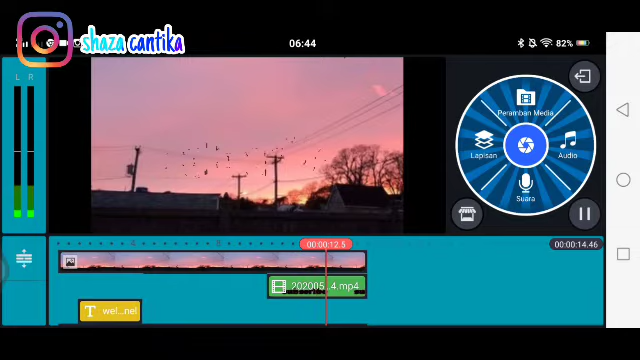 shaza cantika
06:44
82%
L R
Peramban Media
Lapisan
Audio
Suara
00:00:12.5
00:00:14.46
202005...4.mp4
T wel...nel